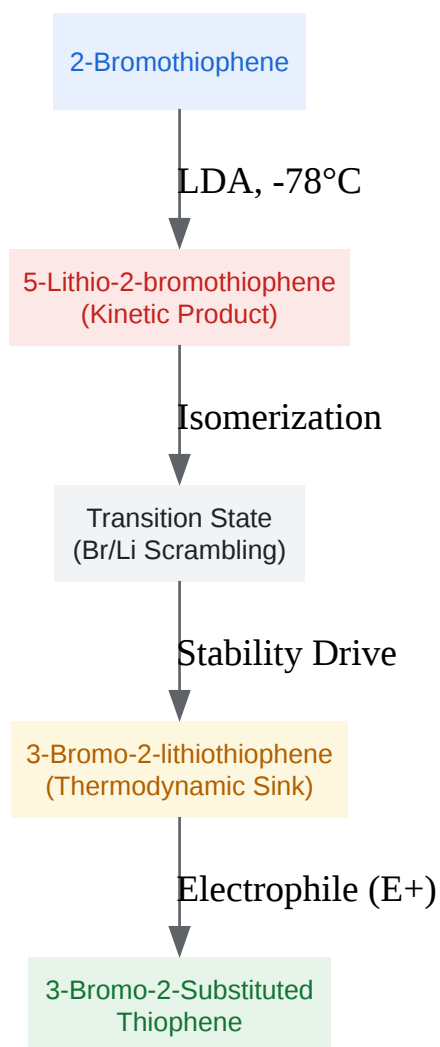 2-Bromothiophene
LDA, -78°C
5-Lithio-2-bromothiophene
(Kinetic Product)
Isomerization
Transition State
(Br/Li Scrambling)
Stability Drive
3-Bromo-2-lithiothiophene
(Thermodynamic Sink)
Electrophile (E+)
3-Bromo-2-Substituted
Thiophene